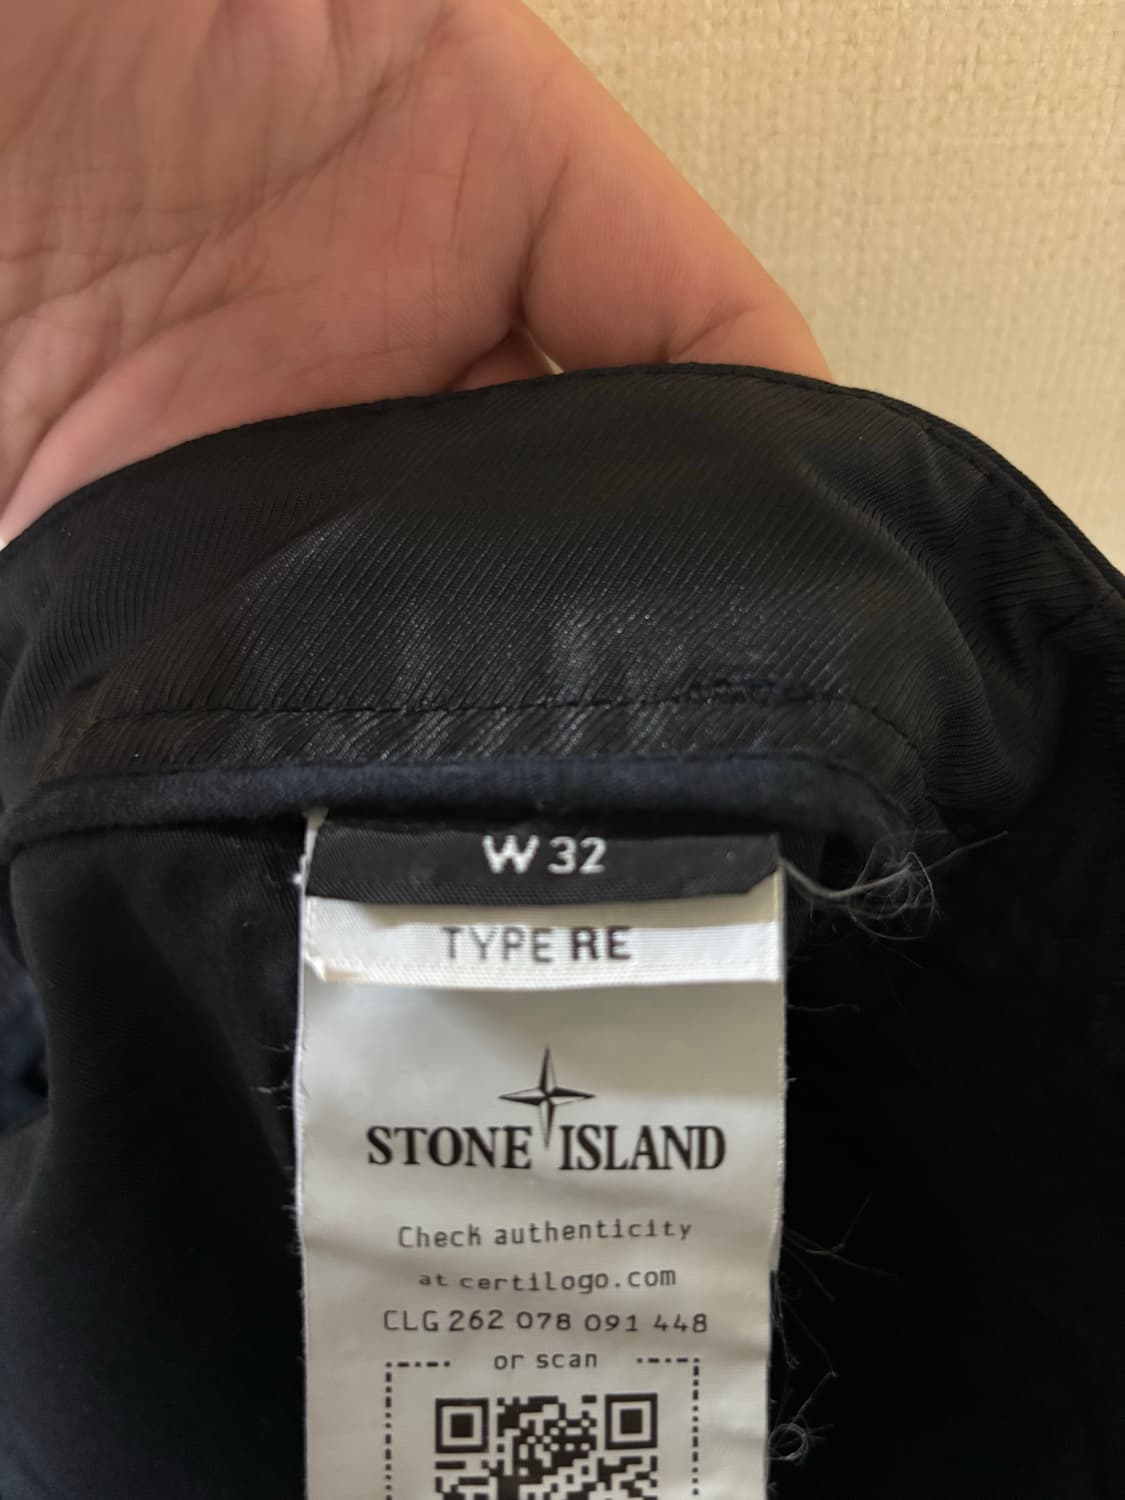 W 32
TYPE RE
STONE ISLAND
Check authenticity
at certilogo.com
CLG 262 078 091 448
or scan